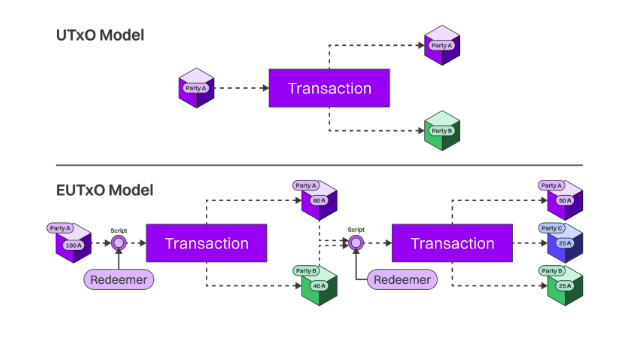 UTxO Model
Party A
Party A
Transaction
Party B
EUTxO Model
Party A
Party A
Party A
100 ₳
Script
60 ₳
Script
50 ₳
Transaction
Transaction
Party C
25 ₳
Redeemer
Party B
40 ₳
Redeemer
Party B
25 ₳